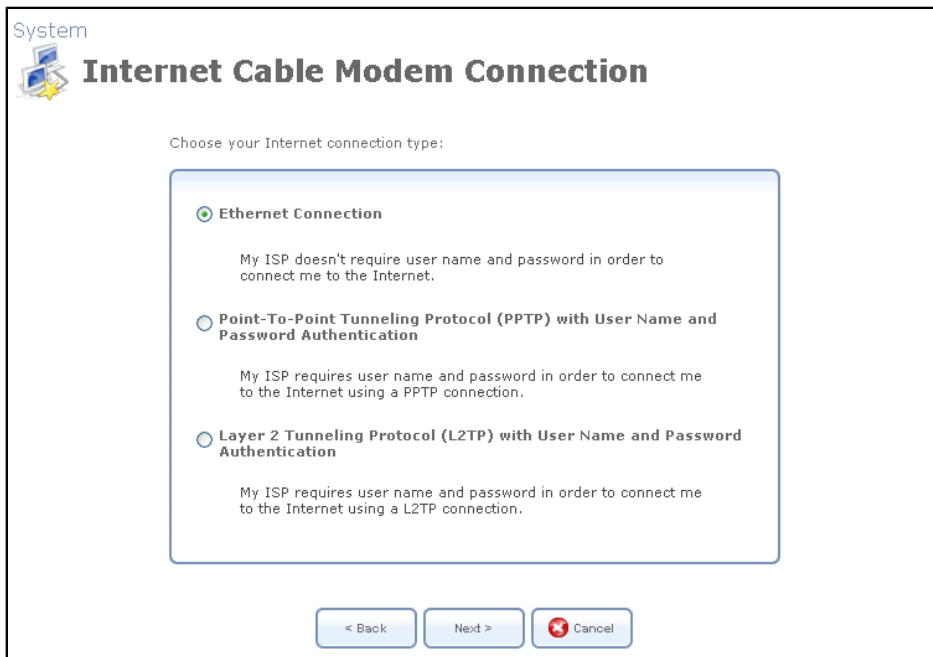 System
Internet Cable Modem Connection
Choose your Internet connection type:
Ethernet Connection
My ISP doesn't require user name and password in order to
connect me to the Internet.
Point-To-Point Tunneling Protocol (PPTP) with User Name and
Password Authentication
My ISP requires user name and password in order to connect me
to the Internet using a PPTP connection.
Layer 2 Tunneling Protocol (L2TP) with User Name and Password
Authentication
My ISP requires user name and password in order to connect me
to the Internet using a L2TP connection.
< Back Next > Cancel